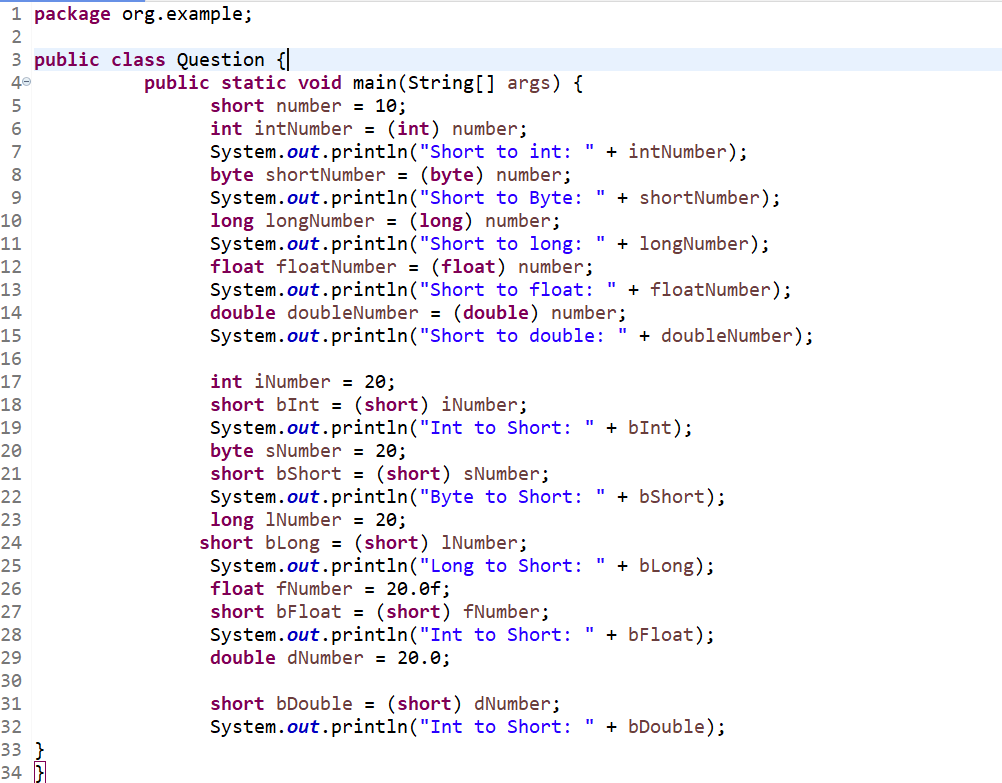 1 package org.example;
2
3 public class Question {
4 public static void main(String[] args) {
5 short number = 10;
6 int intNumber = (int) number;
7 System.out.println("Short to int: " + intNumber);
8 byte shortNumber = (byte) number;
9 System.out.println("Short to Byte: " + shortNumber);
10 long longNumber = (long) number;
11 System.out.println("Short to long: " + longNumber);
12 float floatNumber = (float) number;
13 System.out.println("Short to float: " + floatNumber);
14 double doubleNumber = (double) number;
15 System.out.println("Short to double: " + doubleNumber);
16
17 int iNumber = 20;
18 short bInt = (short) iNumber;
19 System.out.println("Int to Short: " + bInt);
20 byte sNumber = 20;
21 short bShort = (short) sNumber;
22 System.out.println("Byte to Short: " + bShort);
23 long lNumber = 20;
24 short bLong = (short) lNumber;
25 System.out.println("Long to Short: " + bLong);
26 float fNumber = 20.0f;
27 short bFloat = (short) fNumber;
28 System.out.println("Int to Short: " + bFloat);
29 double dNumber = 20.0;
30
31 short bDouble = (short) dNumber;
32 System.out.println("Int to Short: " + bDouble);
33 }
34 }